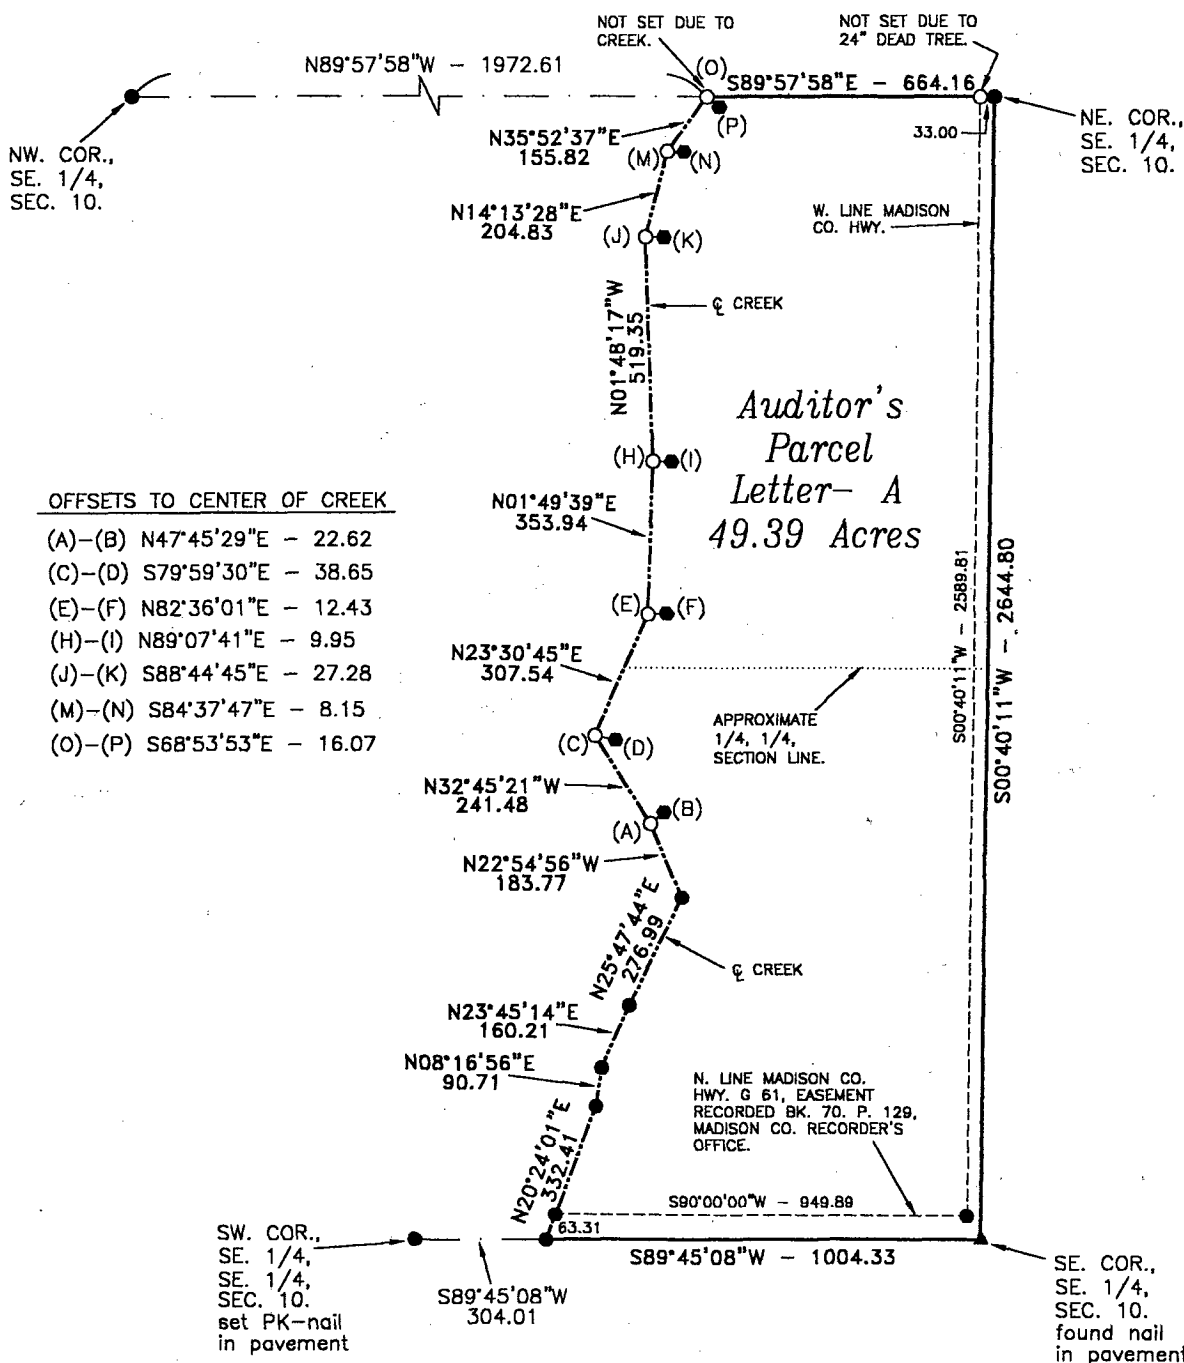 NOT SET DUE TO
CREEK.
NOT SET DUE TO
24" DEAD TREE.
N89°57'58"W - 1972.61
(O)
S89°57'58"E - 664.16
(P)
33.00
NE. COR.,
SE. 1/4,
SEC. 10.
NW. COR.,
SE. 1/4,
SEC. 10.
N35°52'37"E
155.82
(M)
(N)
N14°13'28"E
204.83
(J)
(K)
W. LINE MADISON
CO. HWY.
℄ CREEK
N01°48'17"W
519.35
Auditor's
Parcel
Letter- A
49.39 Acres
(H)
(I)
N01°49'39"E
353.94
OFFSETS TO CENTER OF CREEK
(A)-(B) N47°45'29"E - 22.62
(C)-(D) S79°59'30"E - 38.65
(E)-(F) N82°36'01"E - 12.43
(H)-(I) N89°07'41"E - 9.95
(J)-(K) S88°44'45"E - 27.28
(M)-(N) S84°37'47"E - 8.15
(O)-(P) S68°53'53"E - 16.07
S00°40'11"W - 2589.81
S00°40'11"W - 2644.80
(E)
(F)
N23°30'45"E
307.54
APPROXIMATE
1/4, 1/4,
SECTION LINE.
(C)
(D)
N32°45'21"W
241.48
(B)
(A)
N22°54'56"W
183.77
N25°47'44"E
276.99
℄ CREEK
N23°45'14"E
160.21
N08°16'56"E
90.71
N. LINE MADISON CO.
HWY. G 61, EASEMENT
RECORDED BK. 70. P. 129,
MADISON CO. RECORDER'S
OFFICE.
N20°24'01"E
332.41
S90°00'00"W - 949.89
63.31
S89°45'08"W - 1004.33
SW. COR.,
SE. 1/4,
SE. 1/4,
SEC. 10.
set PK-nail
in pavement
S89°45'08"W
304.01
SE. COR.,
SE. 1/4,
SEC. 10.
found nail
in pavement